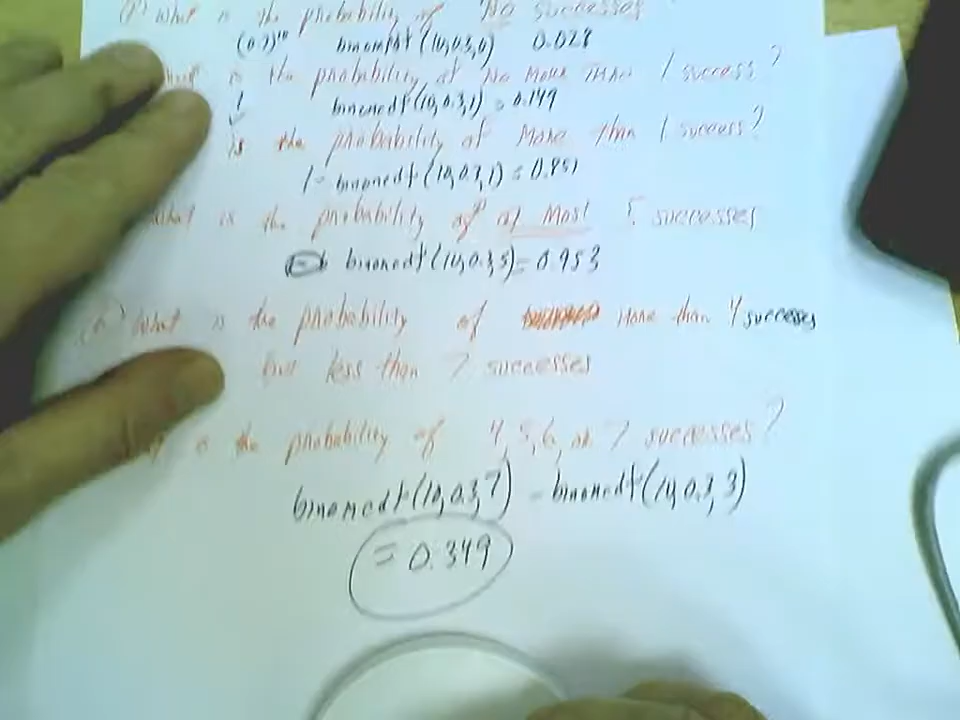 What is the probability of No successes
(0.7)^10 binompdf(10,0.3,0) 0.028
is the probability of No More Than 1 success?
binomcdf(10,0.3,1) = 0.149
is the probability of More than 1 success?
1- binomcdf(10,0.3,1) = 0.851
What is the probability of at Most 5 successes
binomcdf(10,0.3,5) = 0.953
What is the probability of More than 4 successes
but less than 7 successes
is the probability of 4,5,6, or 7 successes?
binomcdf(10,0.3,7) - binomcdf(10,0.3,3)
= 0.349